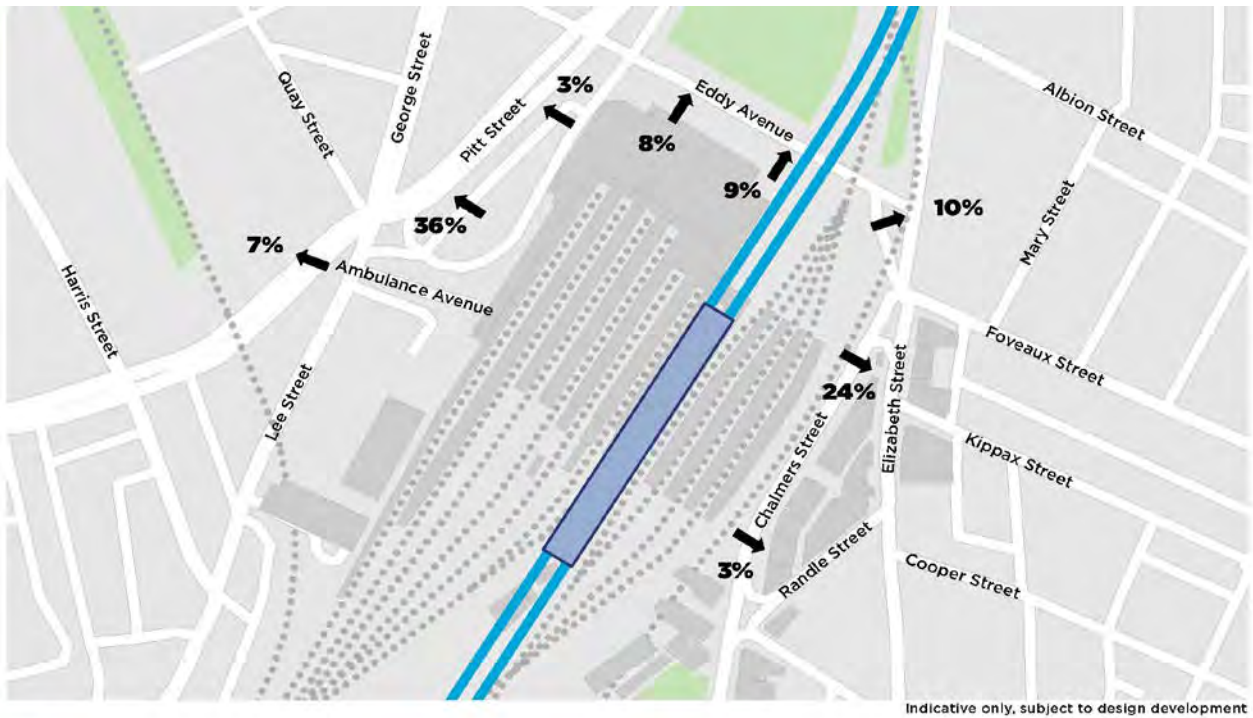 Quay Street
George Street
Pitt Street
3%
8%
Eddy Avenue
9%
Albion Street
Mary Street
10%
36%
7%
Ambulance Avenue
Harris Street
Lee Street
24%
Foveaux Street
Elizabeth Street
Kippax Street
Chalmers Street
3%
Randle Street
Cooper Street
Indicative only, subject to design development